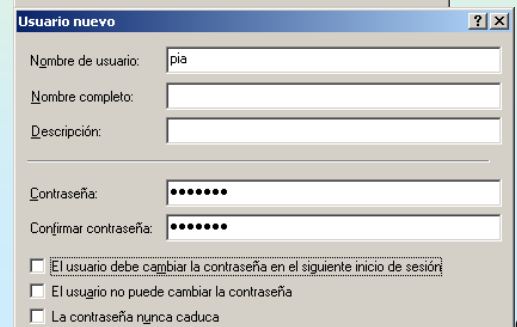 Usuario nuevo
Nombre de usuario: pia
Nombre completo:
Descripción:
Contraseña: •••••••
Confirmar contraseña: •••••••
El usuario debe cambiar la contraseña en el siguiente inicio de sesión
El usuario no puede cambiar la contraseña
La contraseña nunca caduca